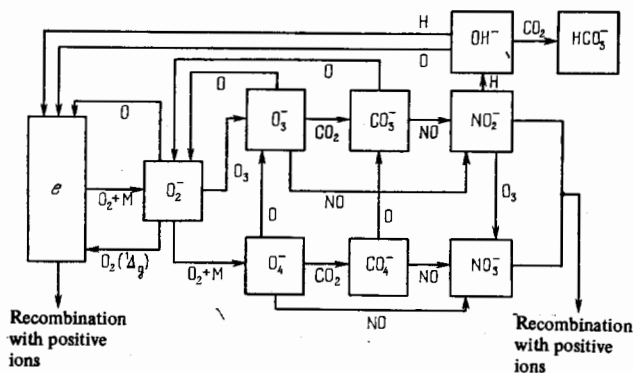 H
O
OH⁻
CO₂
HCO₃⁻
O
O
O
O₃⁻
CO₂
CO₃⁻
NO
NO₂⁻
H
e
O₂+M
O₂⁻
O₃
NO
O₃
O
O
O₂(¹Δg)
O₂+M
O₄⁻
CO₂
CO₄⁻
NO
NO₃⁻
NO
Recombination
with positive
ions
Recombination
with positive
ions